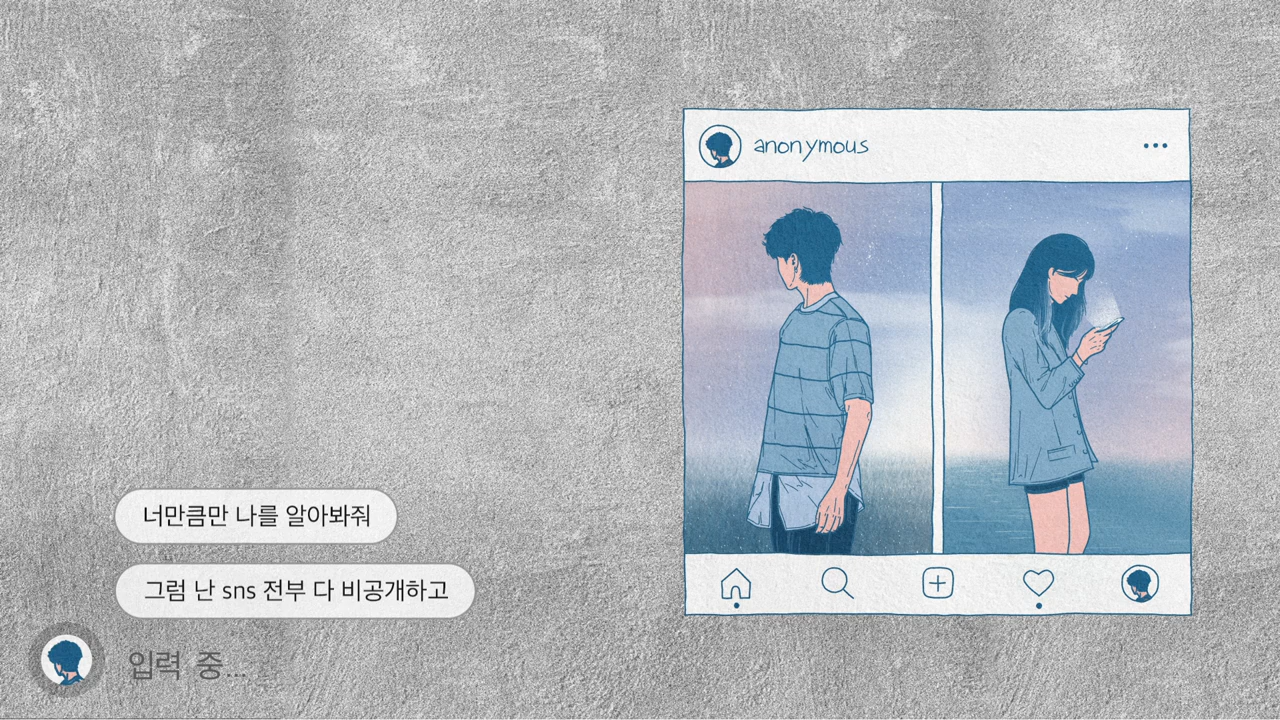 anonymous
너만큼만 나를 알아봐줘
그럼 난 sns 전부 다 비공개하고
입력 중...